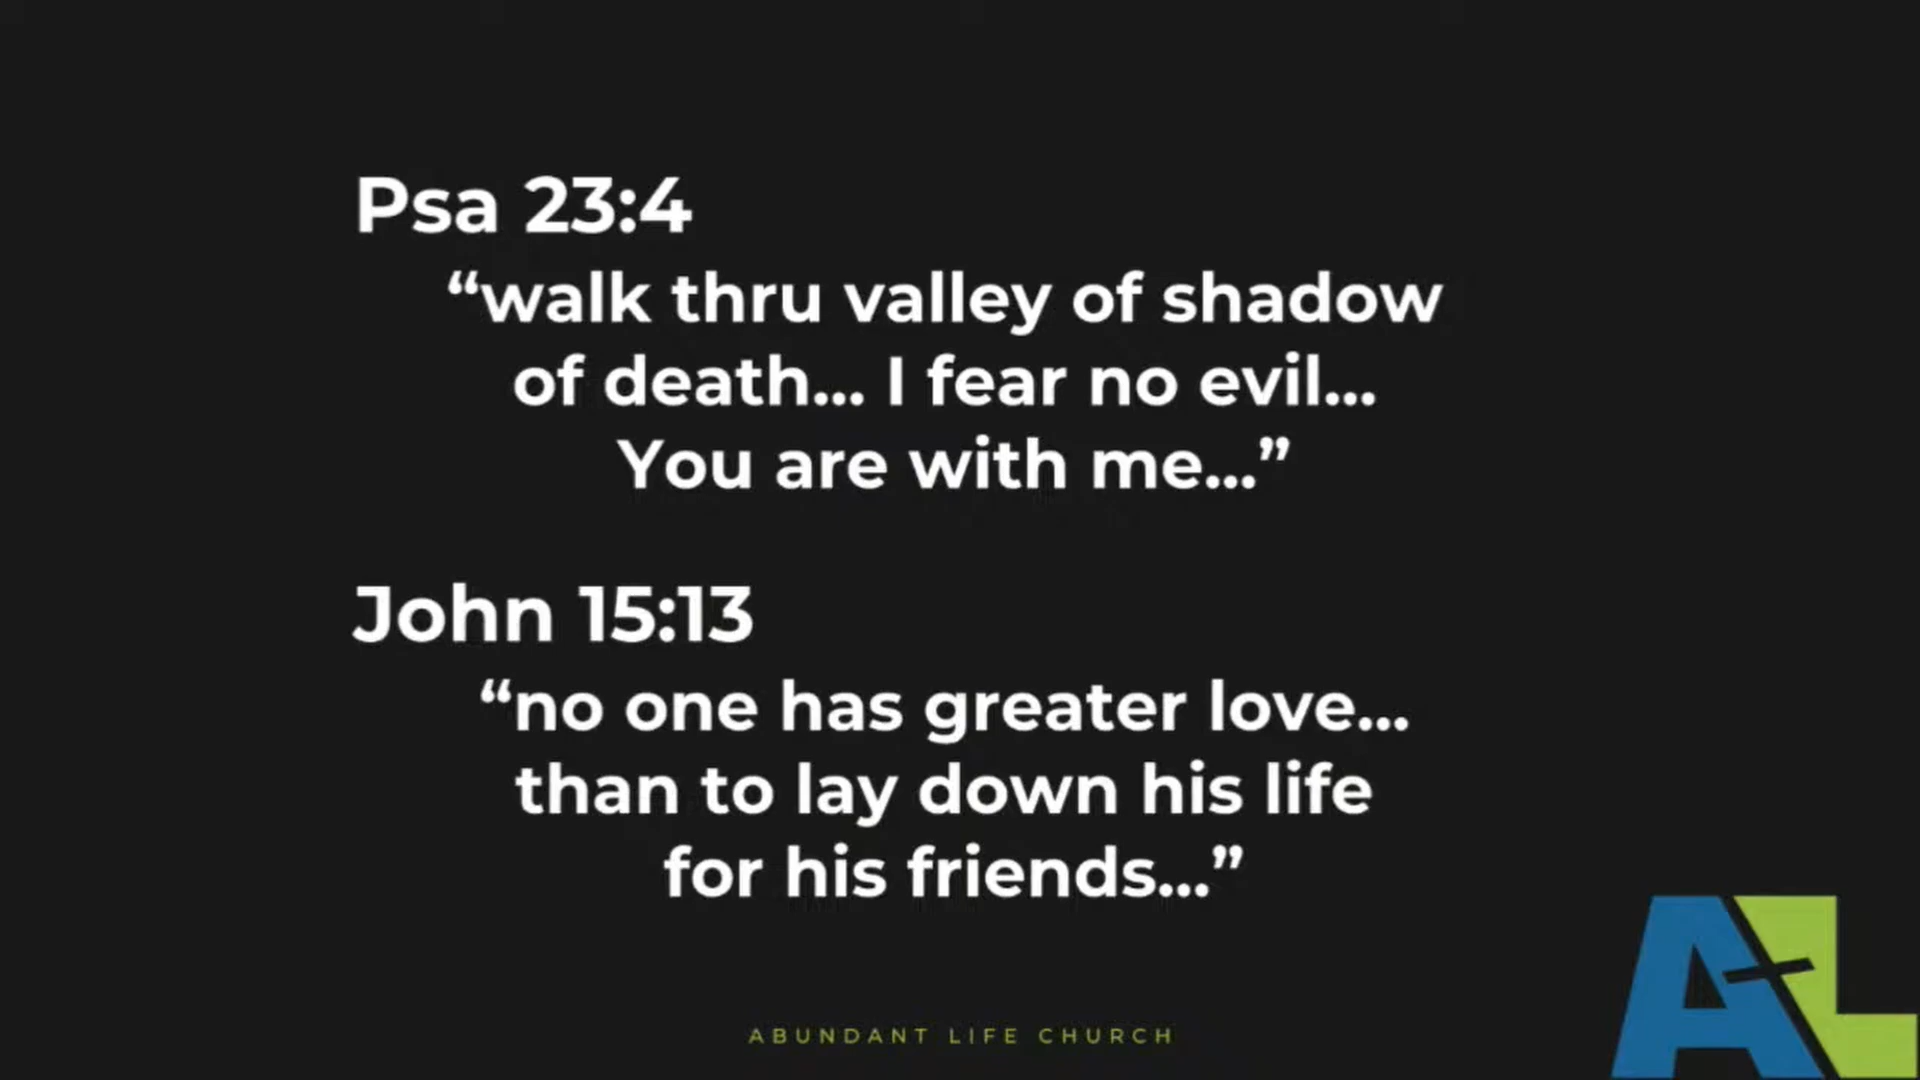 Psa 23:4
“walk thru valley of shadow
of death... I fear no evil...
You are with me...”
John 15:13
“no one has greater love...
than to lay down his life
for his friends...”
ABUNDANT LIFE CHURCH
AL